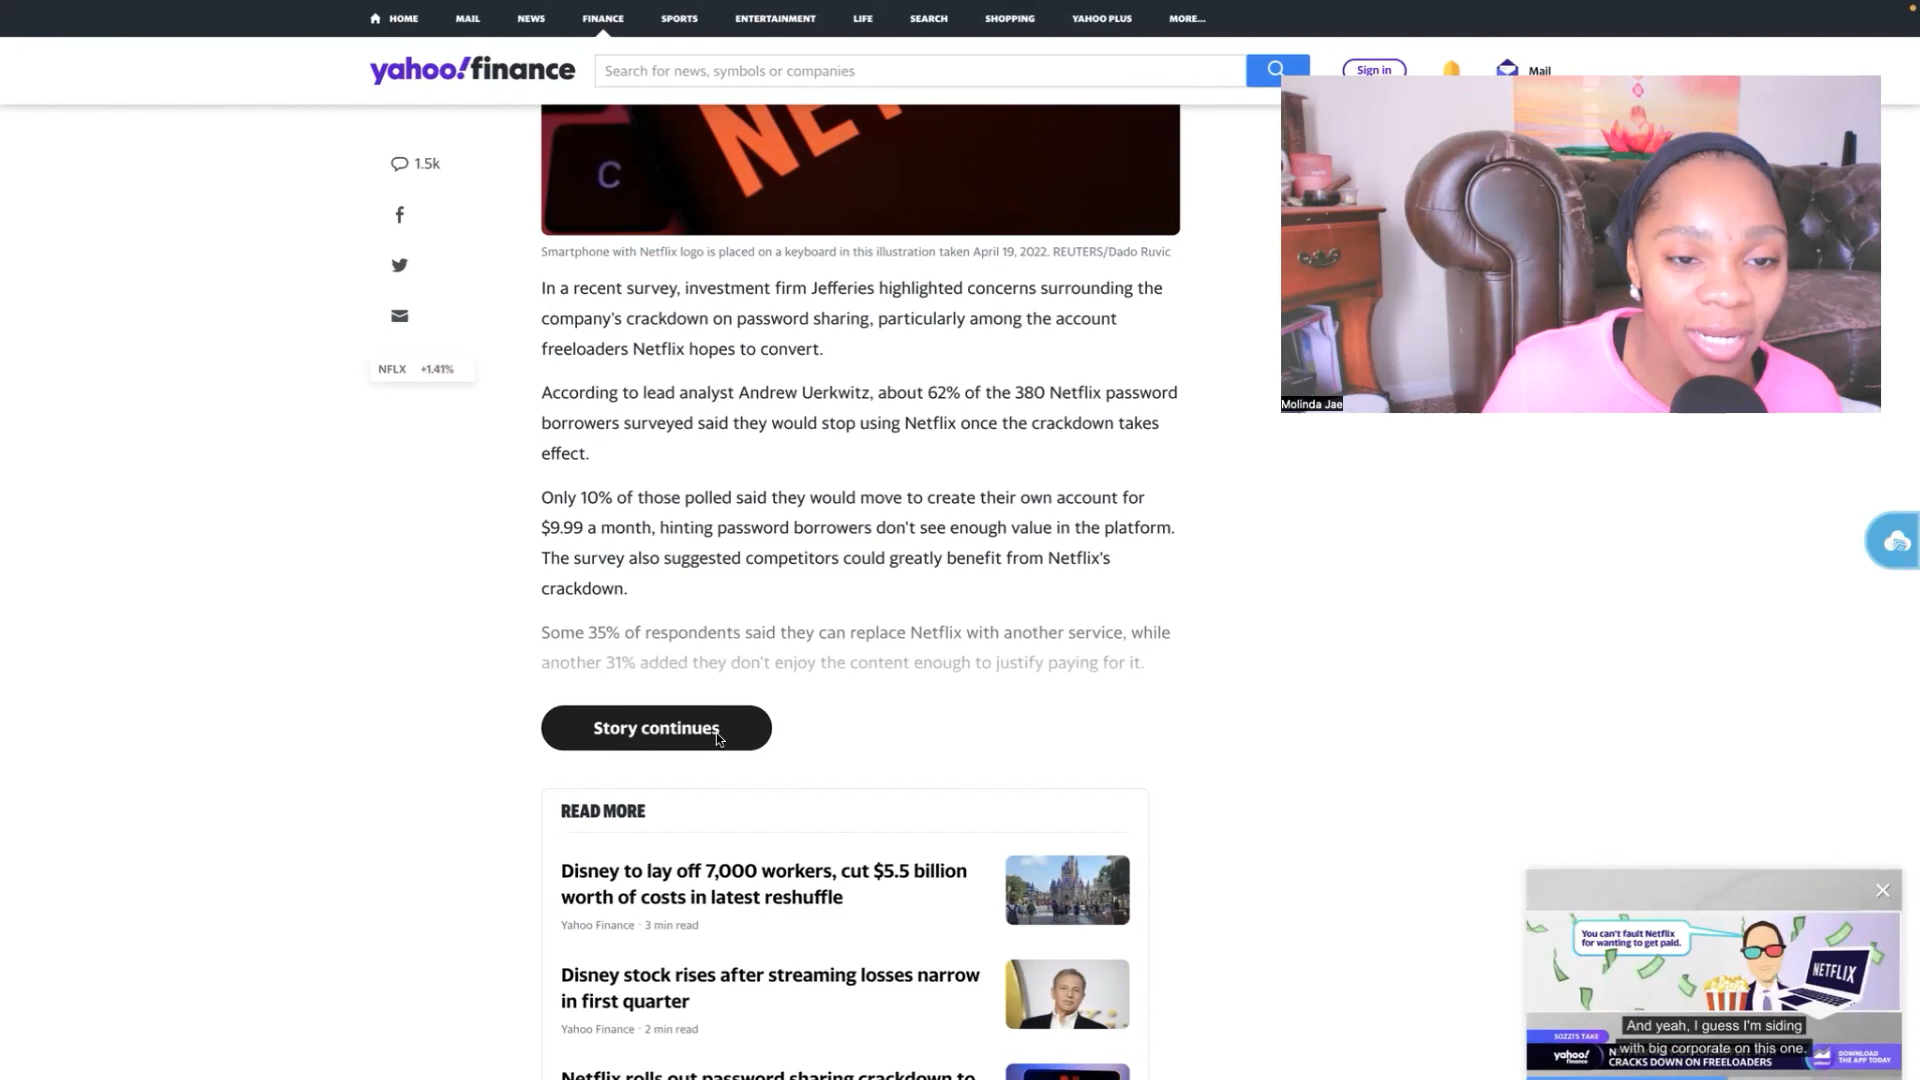 HOME
MAIL
NEWS
FINANCE
SPORTS
ENTERTAINMENT
LIFE
SEARCH
SHOPPING
YAHOO PLUS
MORE...
yahoo!finance
Search for news, symbols or companies
Sign in
Mail
1.5k
NFLX +1.41%
C
NET
Smartphone with Netflix logo is placed on a keyboard in this illustration taken April 19, 2022. REUTERS/Dado Ruvic
In a recent survey, investment firm Jefferies highlighted concerns surrounding the
company's crackdown on password sharing, particularly among the account
freeloaders Netflix hopes to convert.
According to lead analyst Andrew Uerkwitz, about 62% of the 380 Netflix password
borrowers surveyed said they would stop using Netflix once the crackdown takes
effect.
Only 10% of those polled said they would move to create their own account for
$9.99 a month, hinting password borrowers don't see enough value in the platform.
The survey also suggested competitors could greatly benefit from Netflix's
crackdown.
Some 35% of respondents said they can replace Netflix with another service, while
another 31% added they don't enjoy the content enough to justify paying for it.
Story continues
READ MORE
Disney to lay off 7,000 workers, cut $5.5 billion
worth of costs in latest reshuffle
Yahoo Finance · 3 min read
Disney stock rises after streaming losses narrow
in first quarter
Yahoo Finance · 2 min read
Netflix rolls out password sharing crackdown to
Molinda Jae
You can't fault Netflix
for wanting to get paid.
NETFLIX
And yeah, I guess I'm siding
with big corporate on this one.
SOZZI'S TAKE
yahoo!
finance
CRACKS DOWN ON FREELOADERS
DOWNLOAD
THE APP TODAY